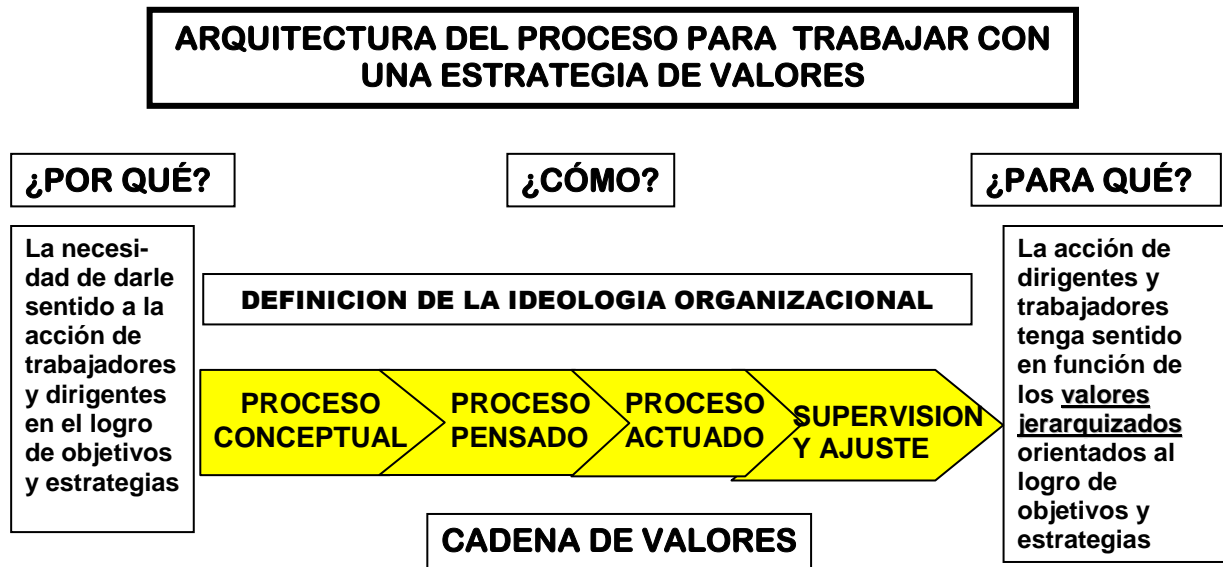 ARQUITECTURA DEL PROCESO PARA TRABAJAR CON
UNA ESTRATEGIA DE VALORES
¿POR QUÉ?
¿CÓMO?
¿PARA QUÉ?
La necesi-
dad de darle
sentido a la
acción de
trabajadores
y dirigentes
en el logro
de objetivos
y estrategias
DEFINICION DE LA IDEOLOGIA ORGANIZACIONAL
PROCESO
CONCEPTUAL
PROCESO
PENSADO
PROCESO
ACTUADO
SUPERVISION
Y AJUSTE
CADENA DE VALORES
La acción de
dirigentes y
trabajadores
tenga sentido
en función de
los valores
jerarquizados
orientados al
logro de
objetivos y
estrategias